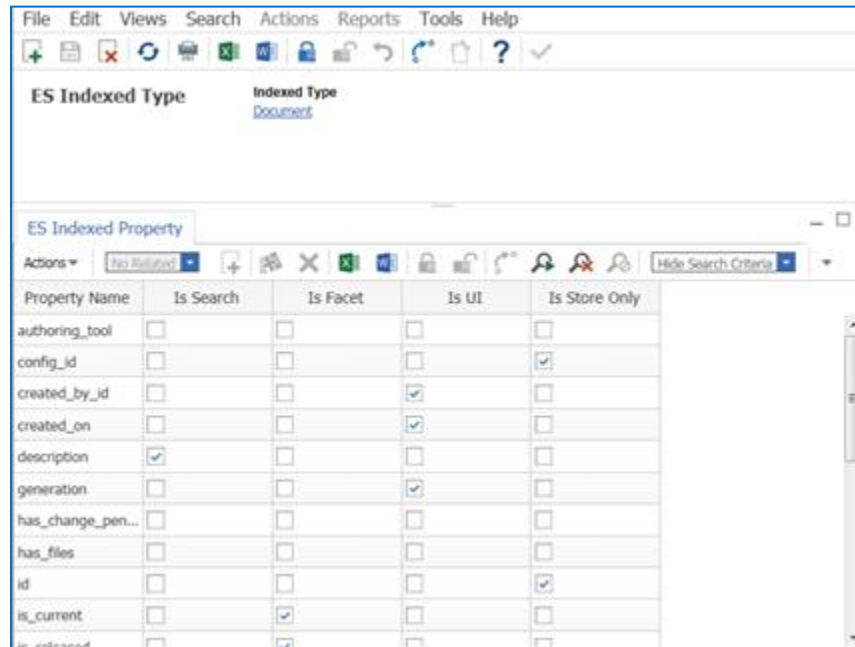 File Edit Views Search Actions Reports Tools Help
ES Indexed Type
Indexed Type
Document
ES Indexed Property
Actions No Related Hide Search Criteria
Property Name Is Search Is Facet Is UI Is Store Only
authoring_tool
config_id
created_by_id
created_on
description
generation
has_change_pen...
has_files
id
is_current
is_released